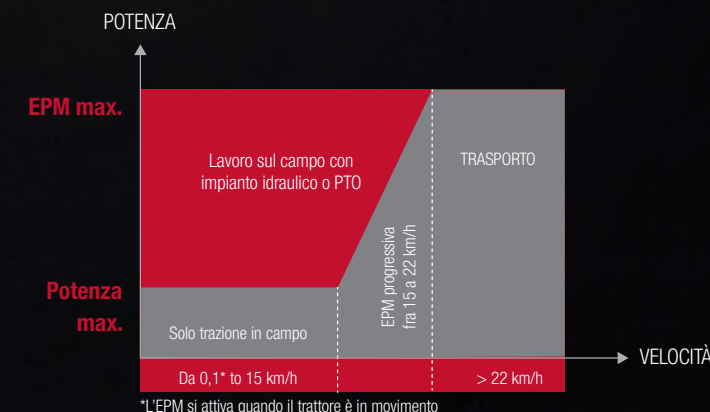 POTENZA
EPM max.
Lavoro sul campo con
impianto idraulico o PTO
TRASPORTO
EPM progressiva
fra 15 a 22 km/h
Potenza
max.
Solo trazione in campo
VELOCITÀ
Da 0,1* to 15 km/h
> 22 km/h
*L'EPM si attiva quando il trattore è in movimento